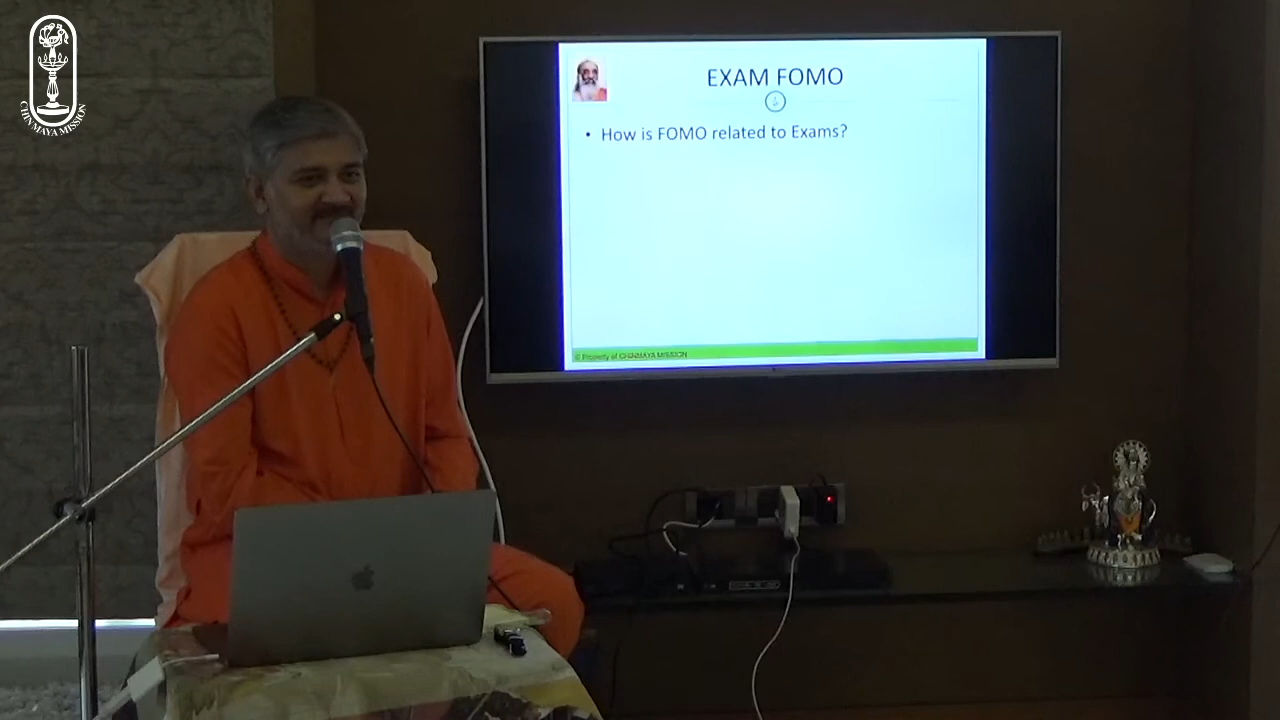 CHINMAYA MISSION
EXAM FOMO
• How is FOMO related to Exams?
© Property of CHINMAYA MISSION